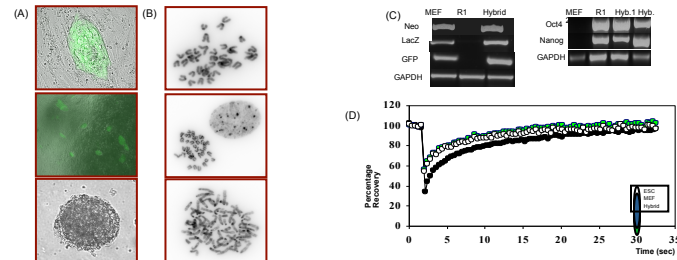 (A)
(B)
(C)
MEF R1 Hybrid
Neo
LacZ
GFP
GAPDH
MEF R1 Hyb.1 Hyb.
Oct4
Nanog
GAPDH
(D)
Percentage
Recovery
120
100
80
60
40
20
0
0 5 10 15 20 25 30 35
Time (sec)
ESC
MEF
Hybrid